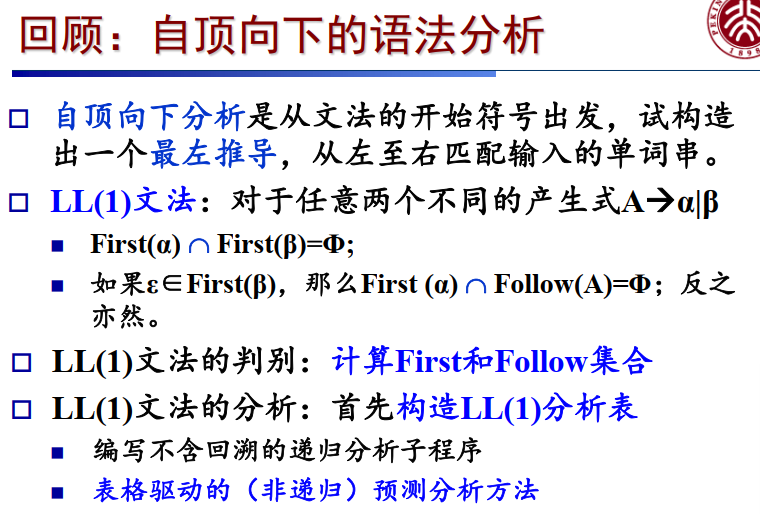 回顾：自顶向下的语法分析
自顶向下分析是从文法的开始符号出发，试构造
出一个最左推导，从左至右匹配输入的单词串。
LL(1)文法：对于任意两个不同的产生式A→α|β
First(α) ∩ First(β)=Φ;
如果ε∈First(β)，那么First (α) ∩ Follow(A)=Φ；反之
亦然。
LL(1)文法的判别：计算First和Follow集合
LL(1)文法的分析：首先构造LL(1)分析表
编写不含回溯的递归分析子程序
表格驱动的（非递归）预测分析方法